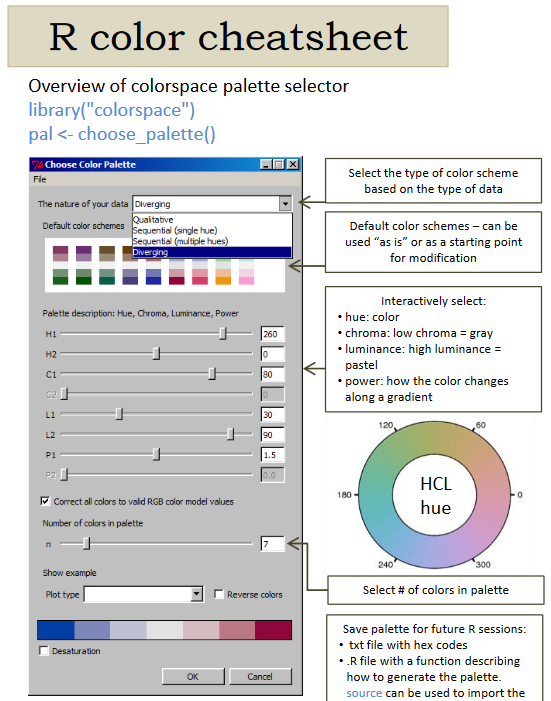 R color cheatsheet
Overview of colorspace palette selector
library("colorspace")
pal <- choose_palette()
Choose Color Palette
File
The nature of your data
Diverging
Qualitative
Sequential (single hue)
Sequential (multiple hues)
Diverging
Default color schemes
Palette description: Hue, Chroma, Luminance, Power
H1 260
H2 0
C1 80
C2 0
L1 30
L2 90
P1 1.5
P2 0.0
Correct all colors to valid RGB color model values
Number of colors in palette
n 7
Show example
Plot type
Reverse colors
Desaturation
OK
Cancel
Select the type of color scheme
based on the type of data
Default color schemes – can be
used “as is” or as a starting point
for modification
Interactively select:
• hue: color
• chroma: low chroma = gray
• luminance: high luminance =
pastel
• power: how the color changes
along a gradient
120
60
180
0
HCL
hue
240
300
Select # of colors in palette
Save palette for future R sessions:
• txt file with hex codes
• .R file with a function describing
how to generate the palette.
source can be used to import the